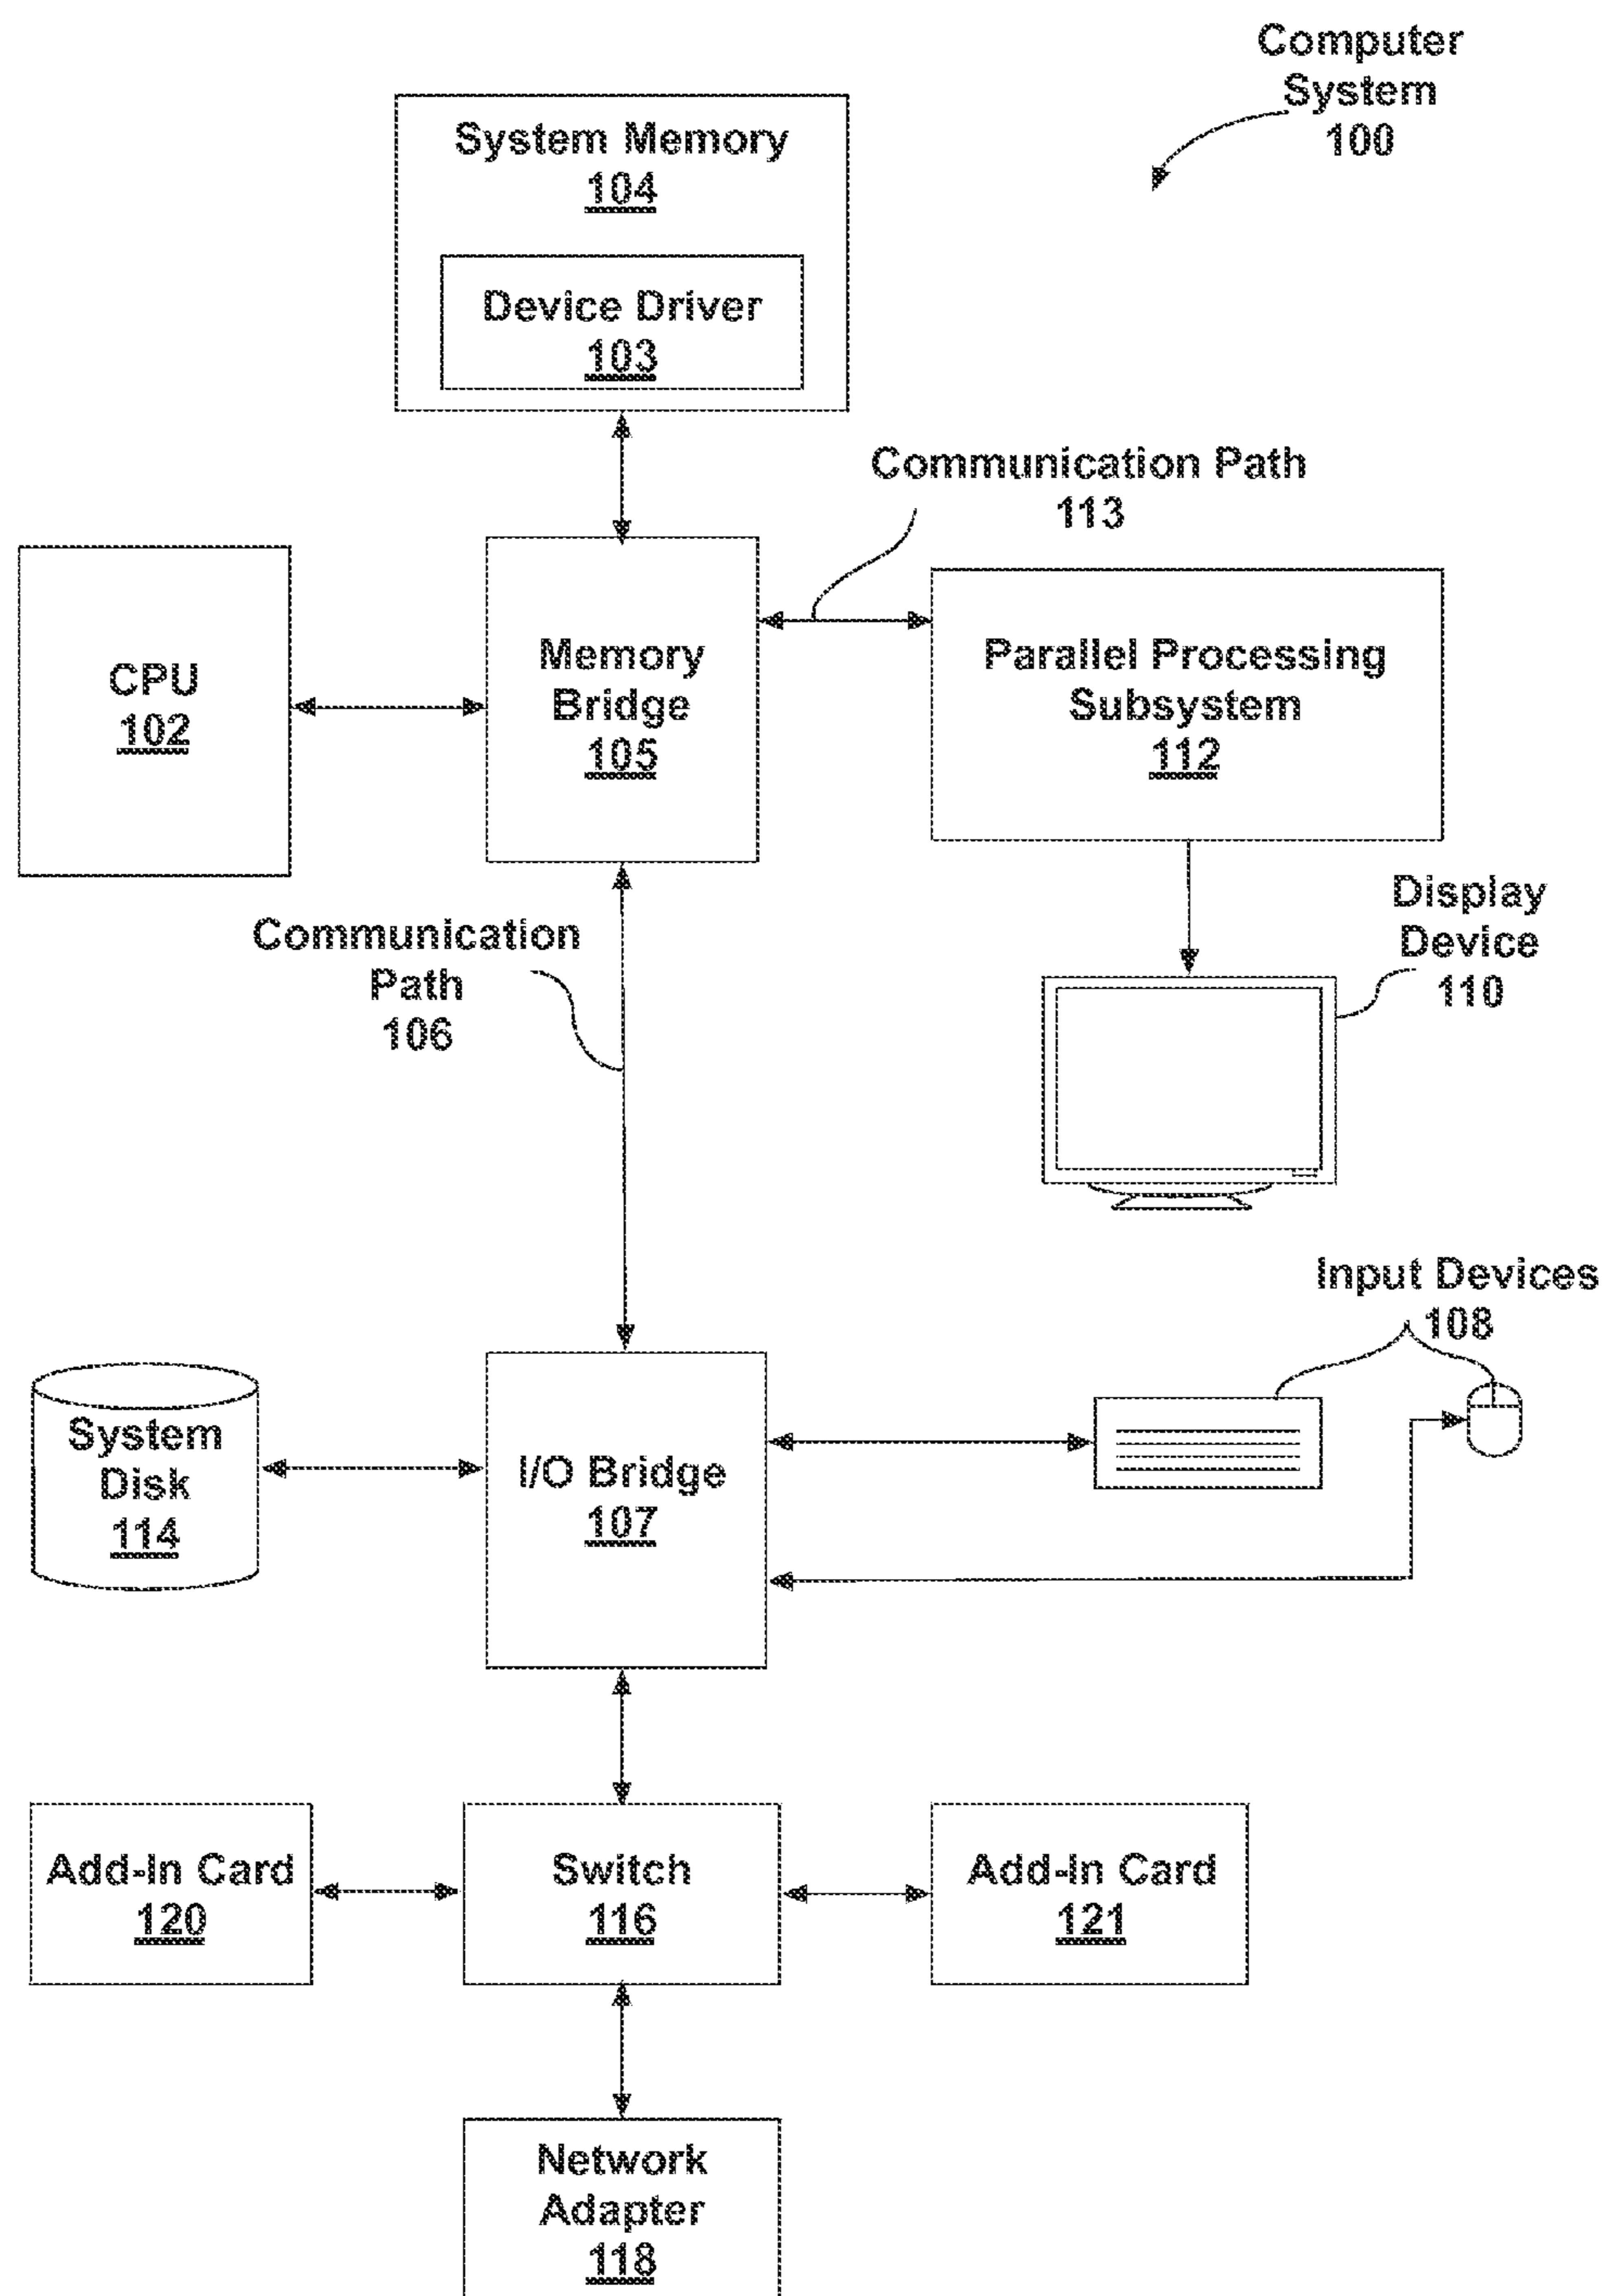 Computer
System
100
System Memory
104
Device Driver
103
Communication Path
113
CPU
102
Memory
Bridge
105
Parallel Processing
Subsystem
112
Communication
Path
106
Display
Device
110
Input Devices
108
System
Disk
114
I/O Bridge
107
Add-In Card
120
Switch
116
Add-In Card
121
Network
Adapter
118